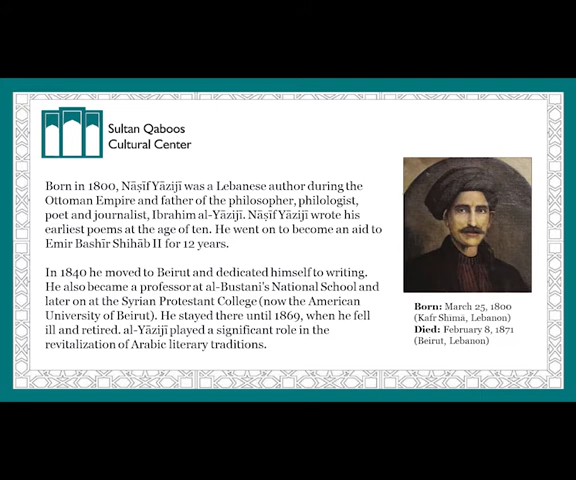 Sultan Qaboos
Cultural Center
Born in 1800, Nāṣīf Yāzijī was a Lebanese author during the
Ottoman Empire and father of the philosopher, philologist,
poet and journalist, Ibrahim al-Yāzijī. Nāṣīf Yāzijī wrote his
earliest poems at the age of ten. He went on to become an aid to
Emir Bashīr Shihāb II for 12 years.
In 1840 he moved to Beirut and dedicated himself to writing.
He also became a professor at al-Bustani's National School and
later on at the Syrian Protestant College (now the American
University of Beirut). He stayed there until 1869, when he fell
ill and retired. al-Yāzijī played a significant role in the
revitalization of Arabic literary traditions.
Born: March 25, 1800
(Kafr Shīmā, Lebanon)
Died: February 8, 1871
(Beirut, Lebanon)